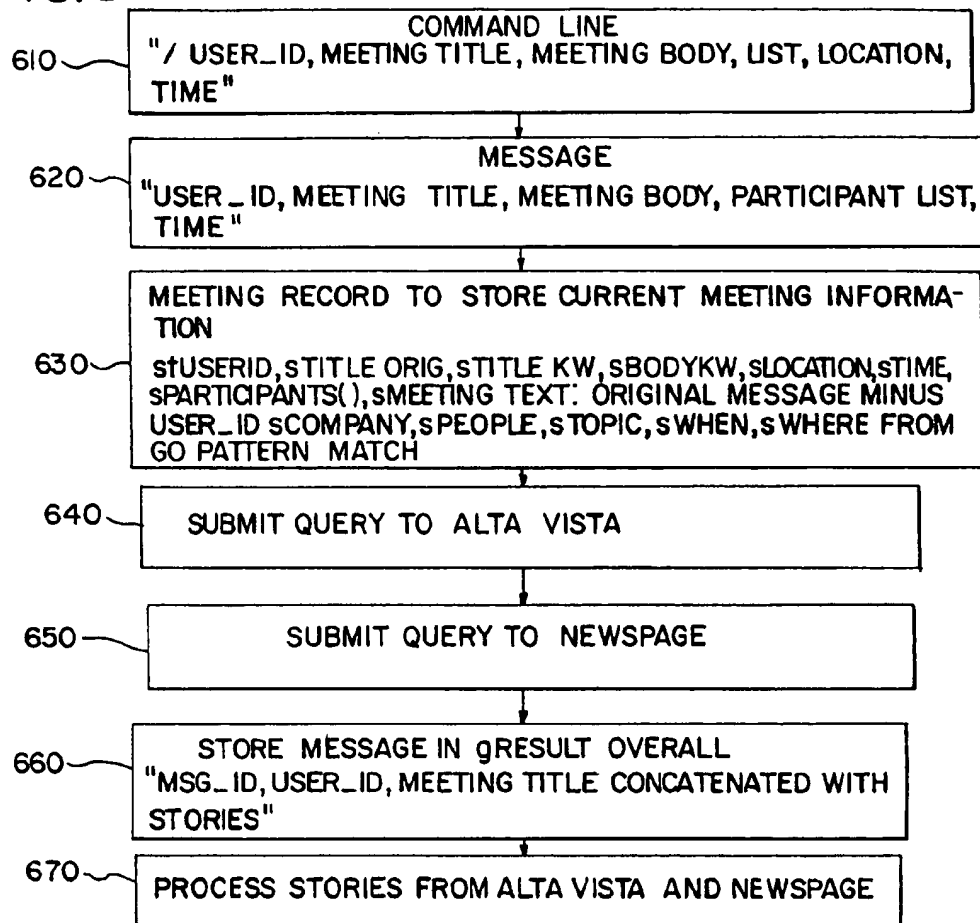 COMMAND LINE
610
"/ USER_ID, MEETING TITLE, MEETING BODY, LIST, LOCATION,
TIME"
MESSAGE
620
"USER_ID, MEETING TITLE, MEETING BODY, PARTICIPANT LIST,
TIME"
MEETING RECORD TO STORE CURRENT MEETING INFORMA-
TION
630
stUSERID, sTITLE ORIG, sTITLE KW, sBODYKW, sLOCATION, sTIME,
sPARTICIPANTS(), sMEETING TEXT: ORIGINAL MESSAGE MINUS
USER_ID sCOMPANY, sPEOPLE, sTOPIC, sWHEN, sWHERE FROM
GO PATTERN MATCH
640
SUBMIT QUERY TO ALTA VISTA
650
SUBMIT QUERY TO NEWSPAGE
STORE MESSAGE IN gRESULT OVERALL
660
"MSG_ID, USER_ID, MEETING TITLE CONCATENATED WITH
STORIES"
670
PROCESS STORIES FROM ALTA VISTA AND NEWSPAGE